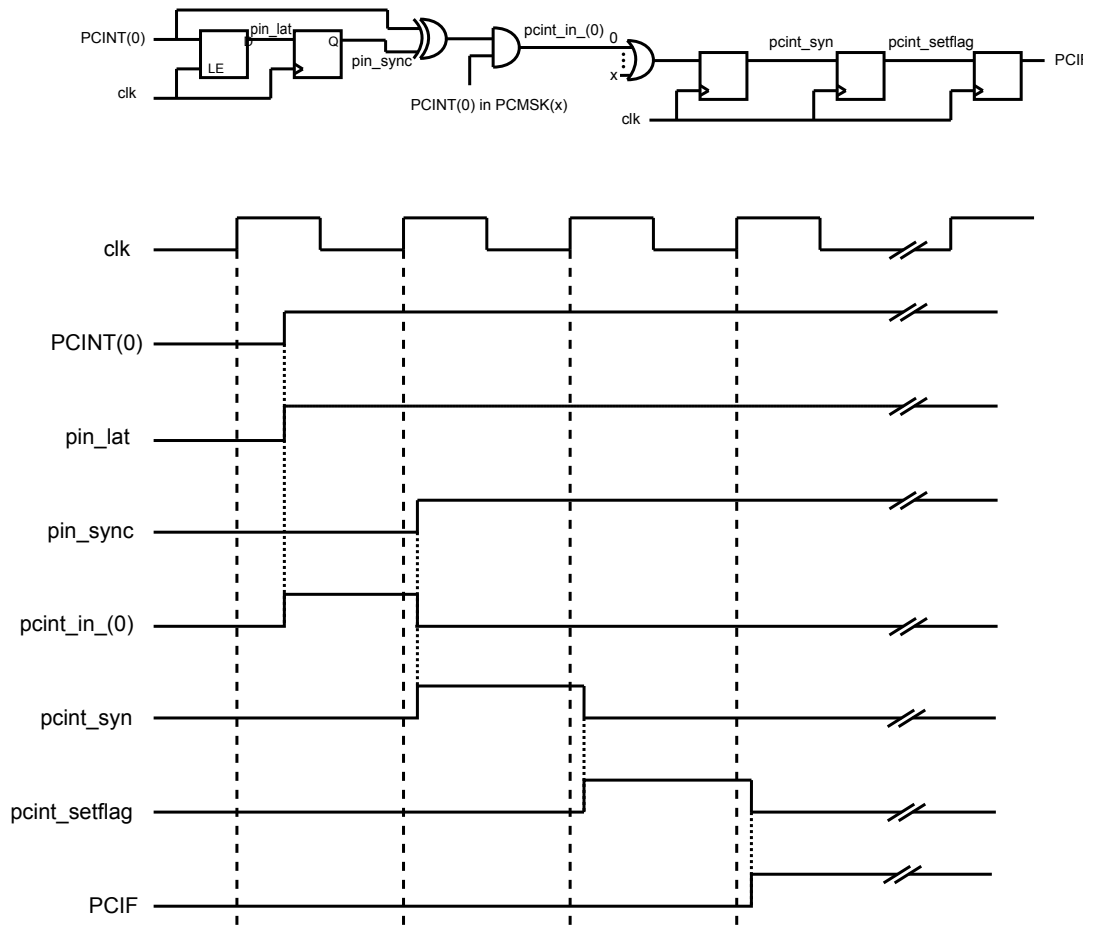 PCINT(0)
LE
pin_lat
D
Q
pin_sync
clk
PCINT(0) in PCMSK(x)
pcint_in_(0)
0
x
clk
pcint_syn
pcint_setflag
PCIF
clk
PCINT(0)
pin_lat
pin_sync
pcint_in_(0)
pcint_syn
pcint_setflag
PCIF